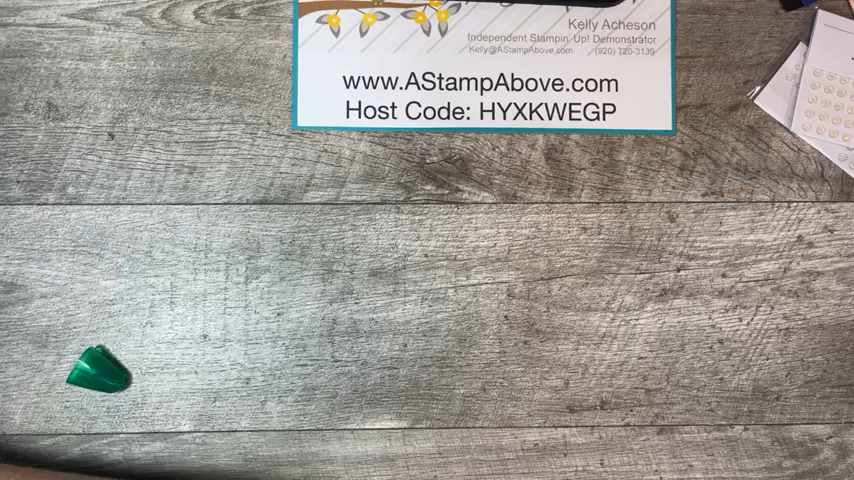 Kelly Acheson
Independent Stampin' Up! Demonstrator
Kelly@AStampAbove.com (920) 720-3139
www.AStampAbove.com
Host Code: HYXKWEGP